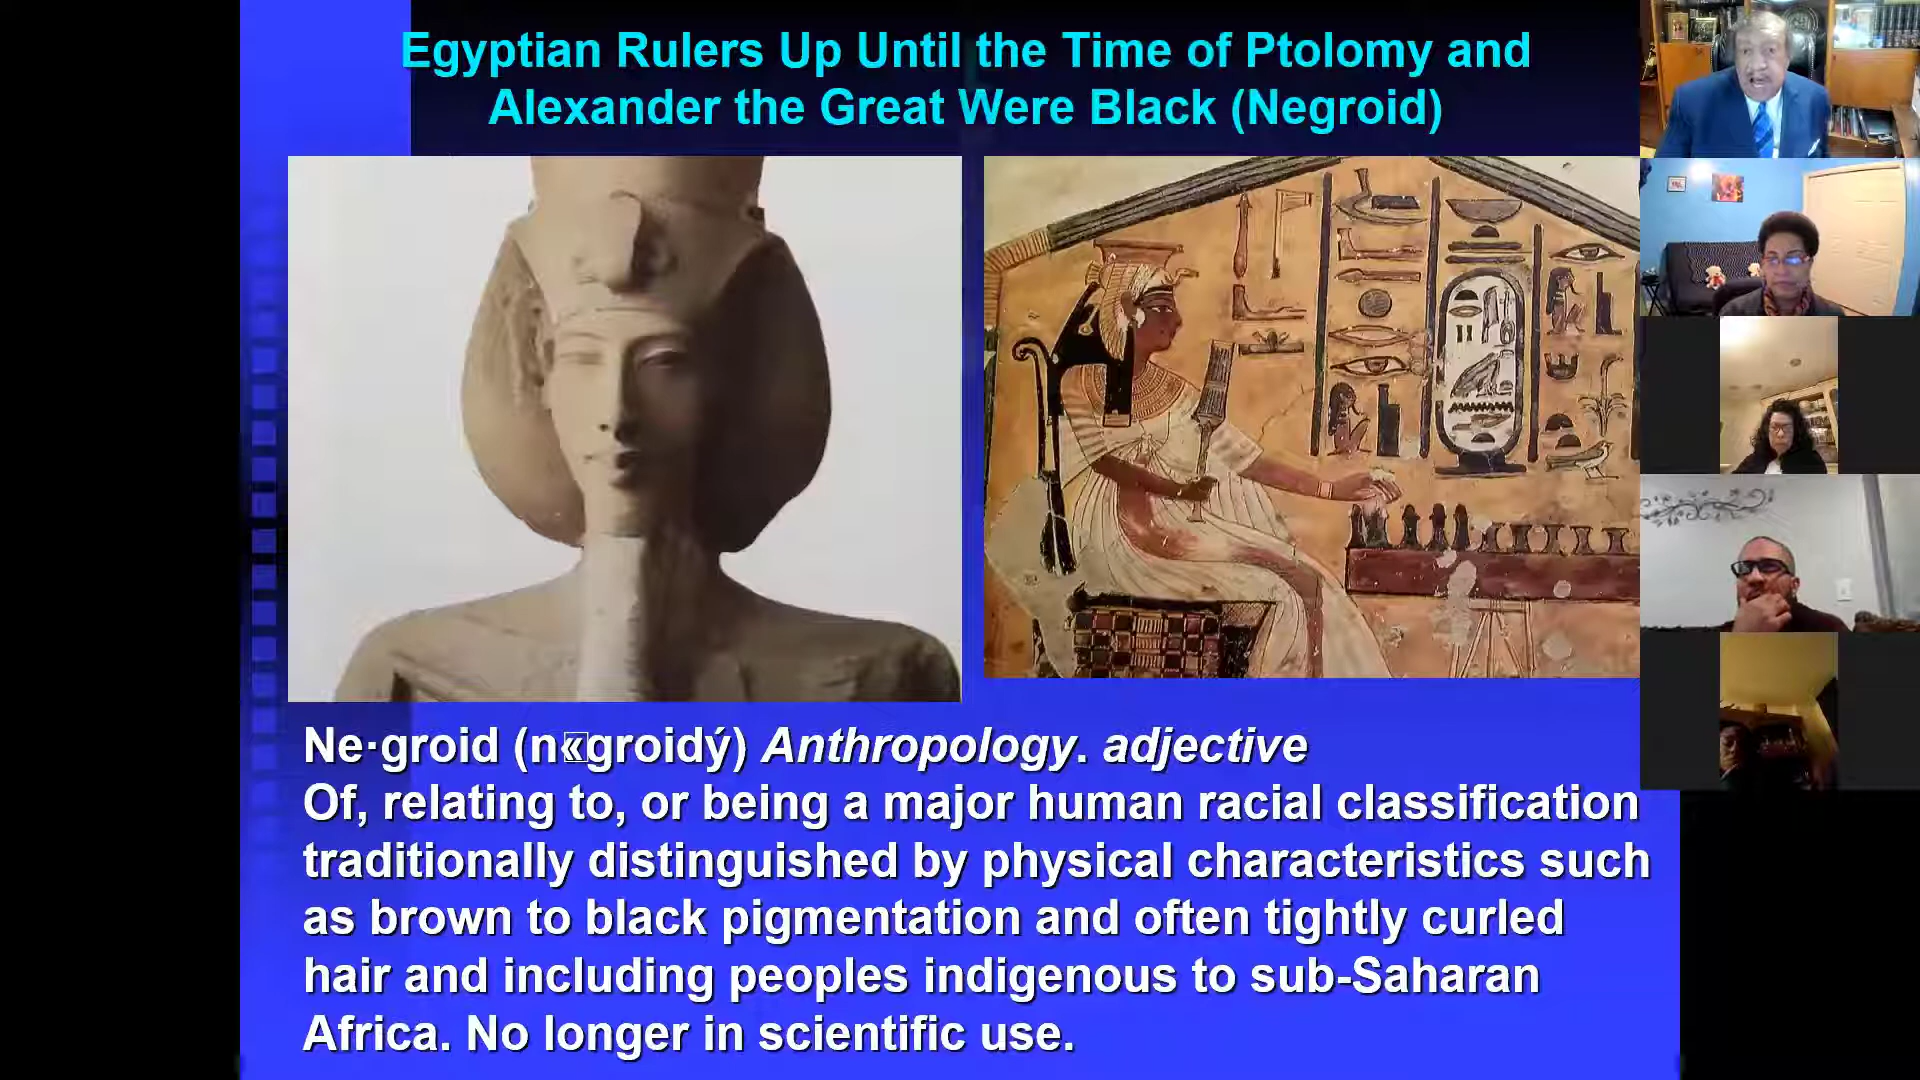 Egyptian Rulers Up Until the Time of Ptolomy and
Alexander the Great Were Black (Negroid)
Ne·groid (n«groidý) Anthropology. adjective
Of, relating to, or being a major human racial classification
traditionally distinguished by physical characteristics such
as brown to black pigmentation and often tightly curled
hair and including peoples indigenous to sub-Saharan
Africa. No longer in scientific use.